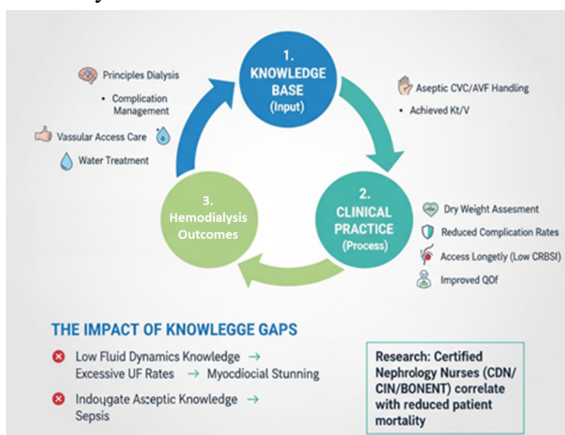 1.
KNOWLEDGE
BASE
(Input)
Principles Dialysis
• Complication
Management
Vassular Access Care
Water Treatment
Aseptic CVC/AVF Handling
• Achieved Kt/V
2.
CLINICAL
PRACTICE
(Process)
Dry Weight Assesment
Reduced Complication Rates
Access Longetly (Low CRBSI)
Improved QOf
3.
Hemodialysis
Outcomes
THE IMPACT OF KNOWLEGGE GAPS
Low Fluid Dynamics Knowledge →
Excessive UF Rates → Myocdiocial Stunning
Indougate Aszeptic Knowledge →
Sepsis
Research: Certified
Nephrology Nurses (CDN/
CIN/BONENT) correlate
with reduced patient
mortality